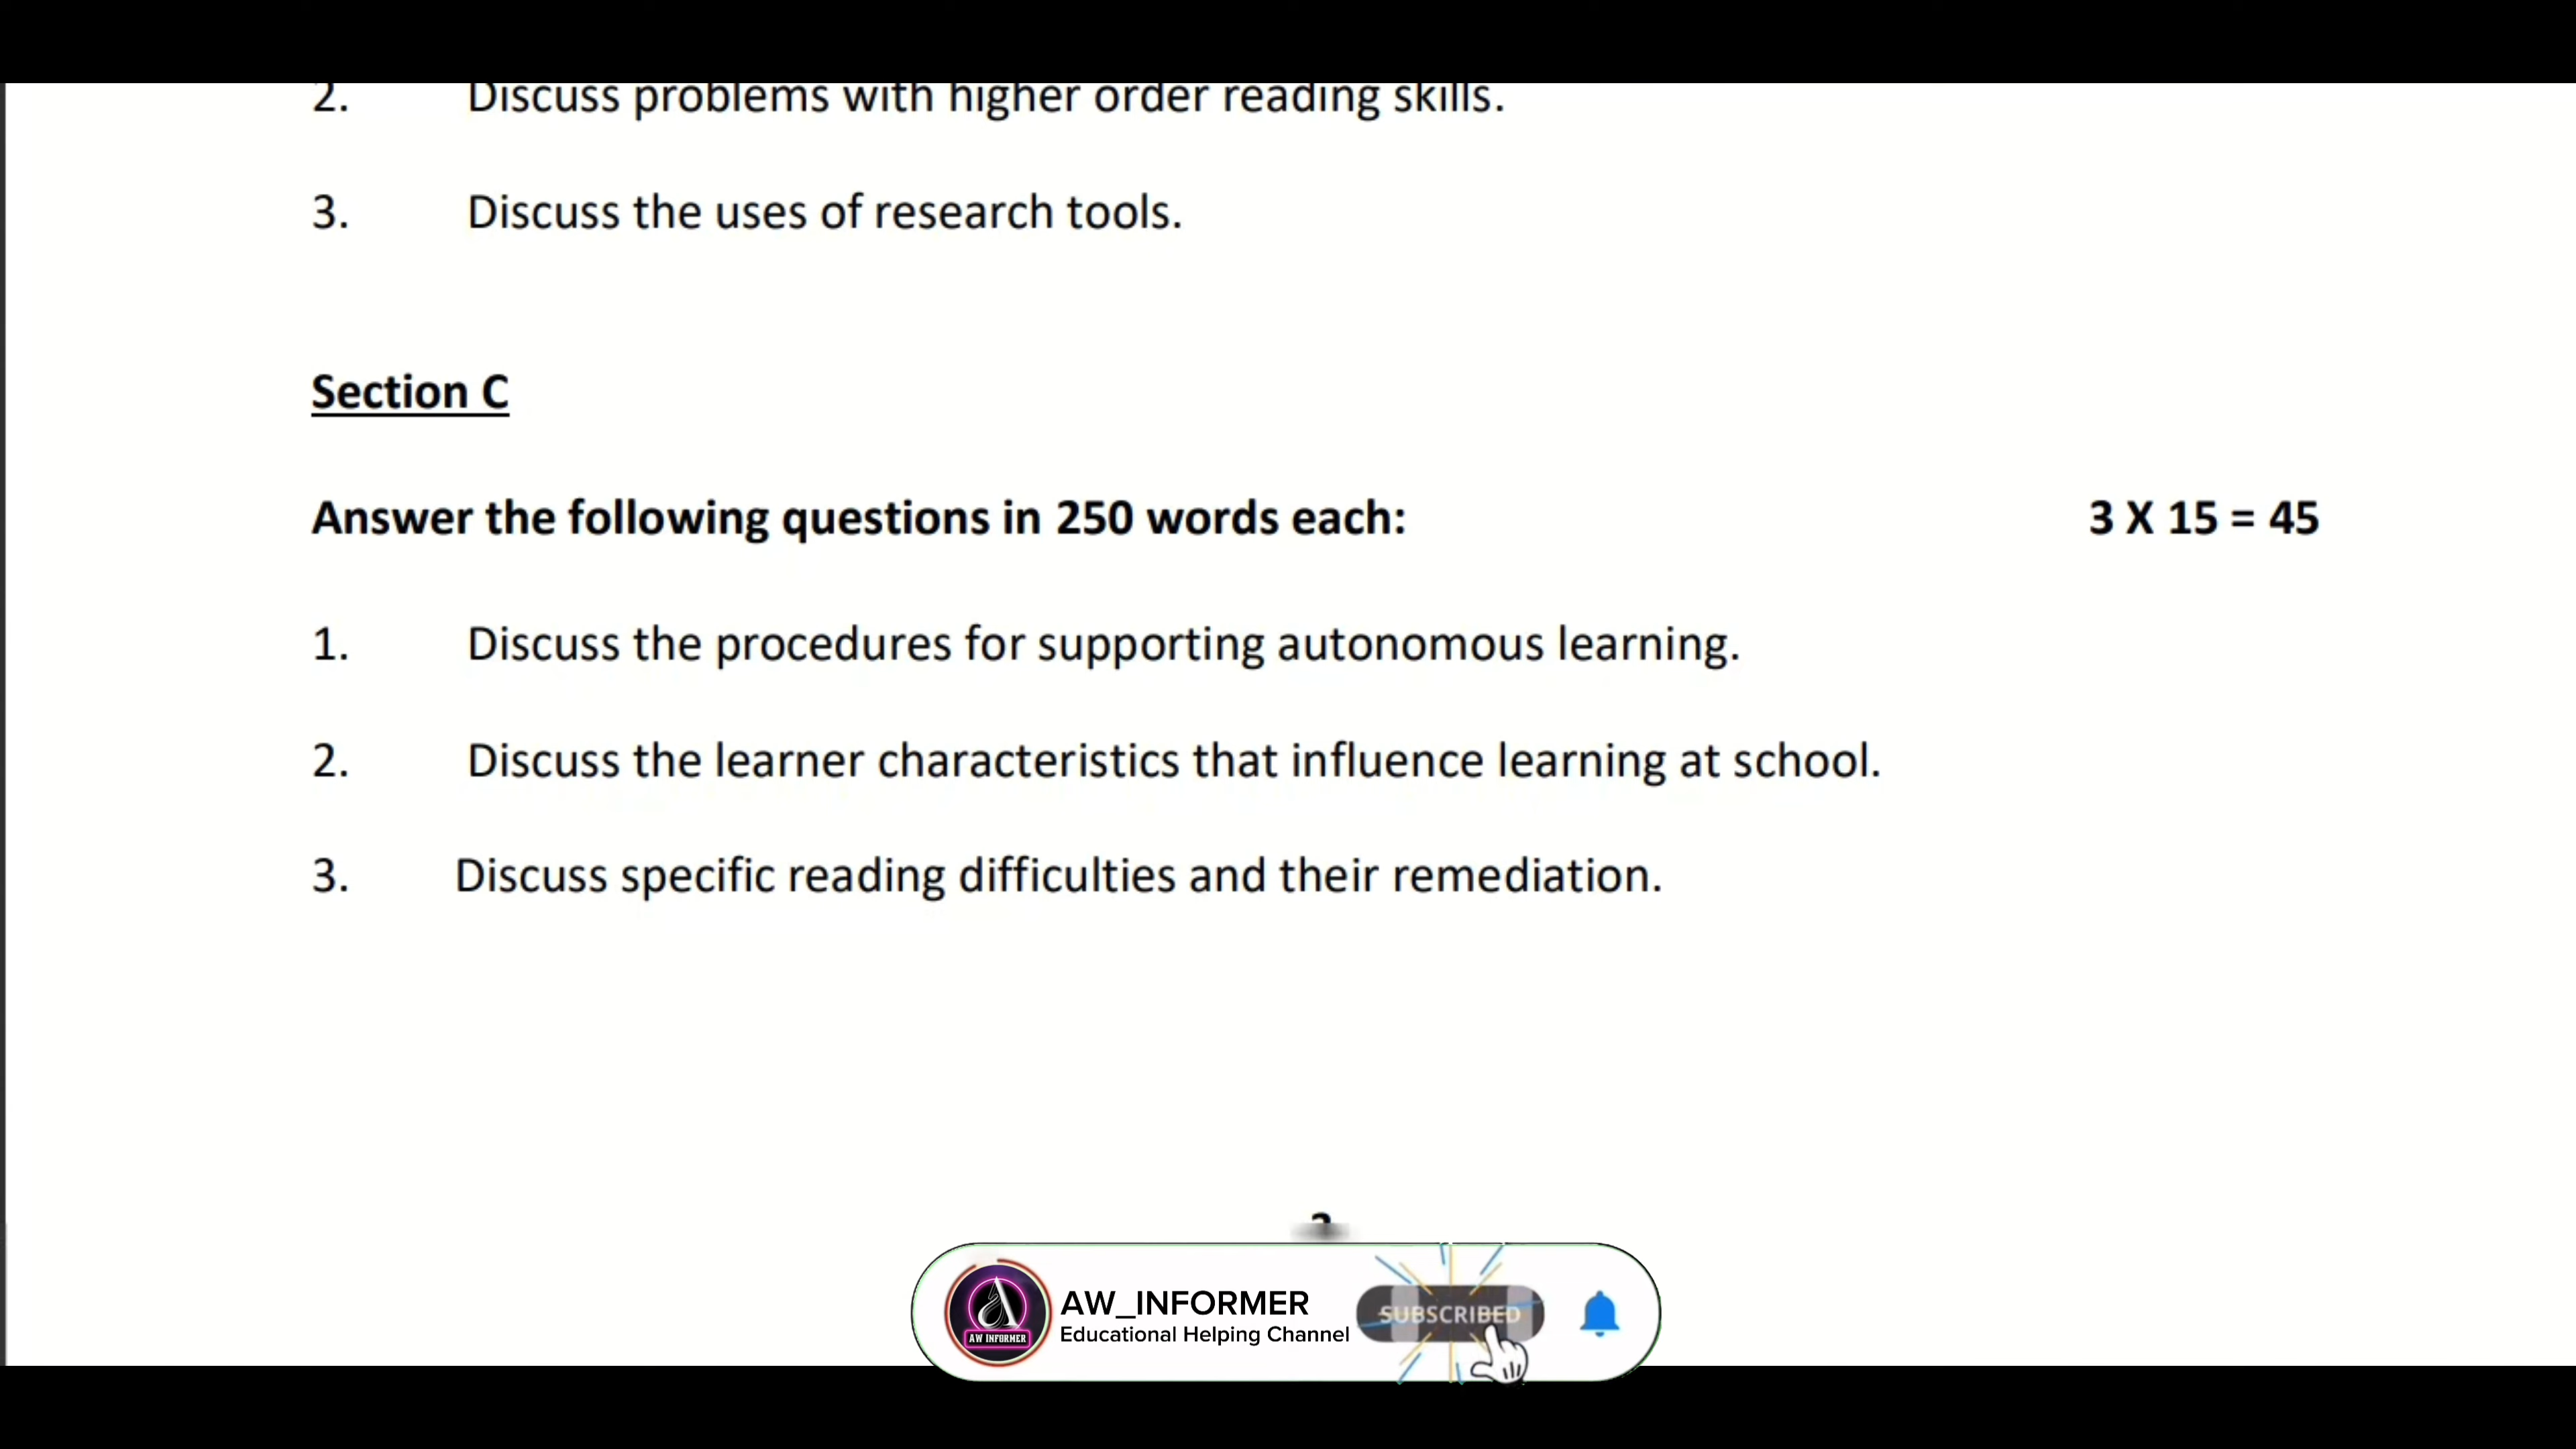 2. Discuss problems with higher order reading skills.
3. Discuss the uses of research tools.
Section C
Answer the following questions in 250 words each: 3 X 15 = 45
1. Discuss the procedures for supporting autonomous learning.
2. Discuss the learner characteristics that influence learning at school.
3. Discuss specific reading difficulties and their remediation.
AW_INFORMER
Educational Helping Channel
AW INFORMER
SUBSCRIBED